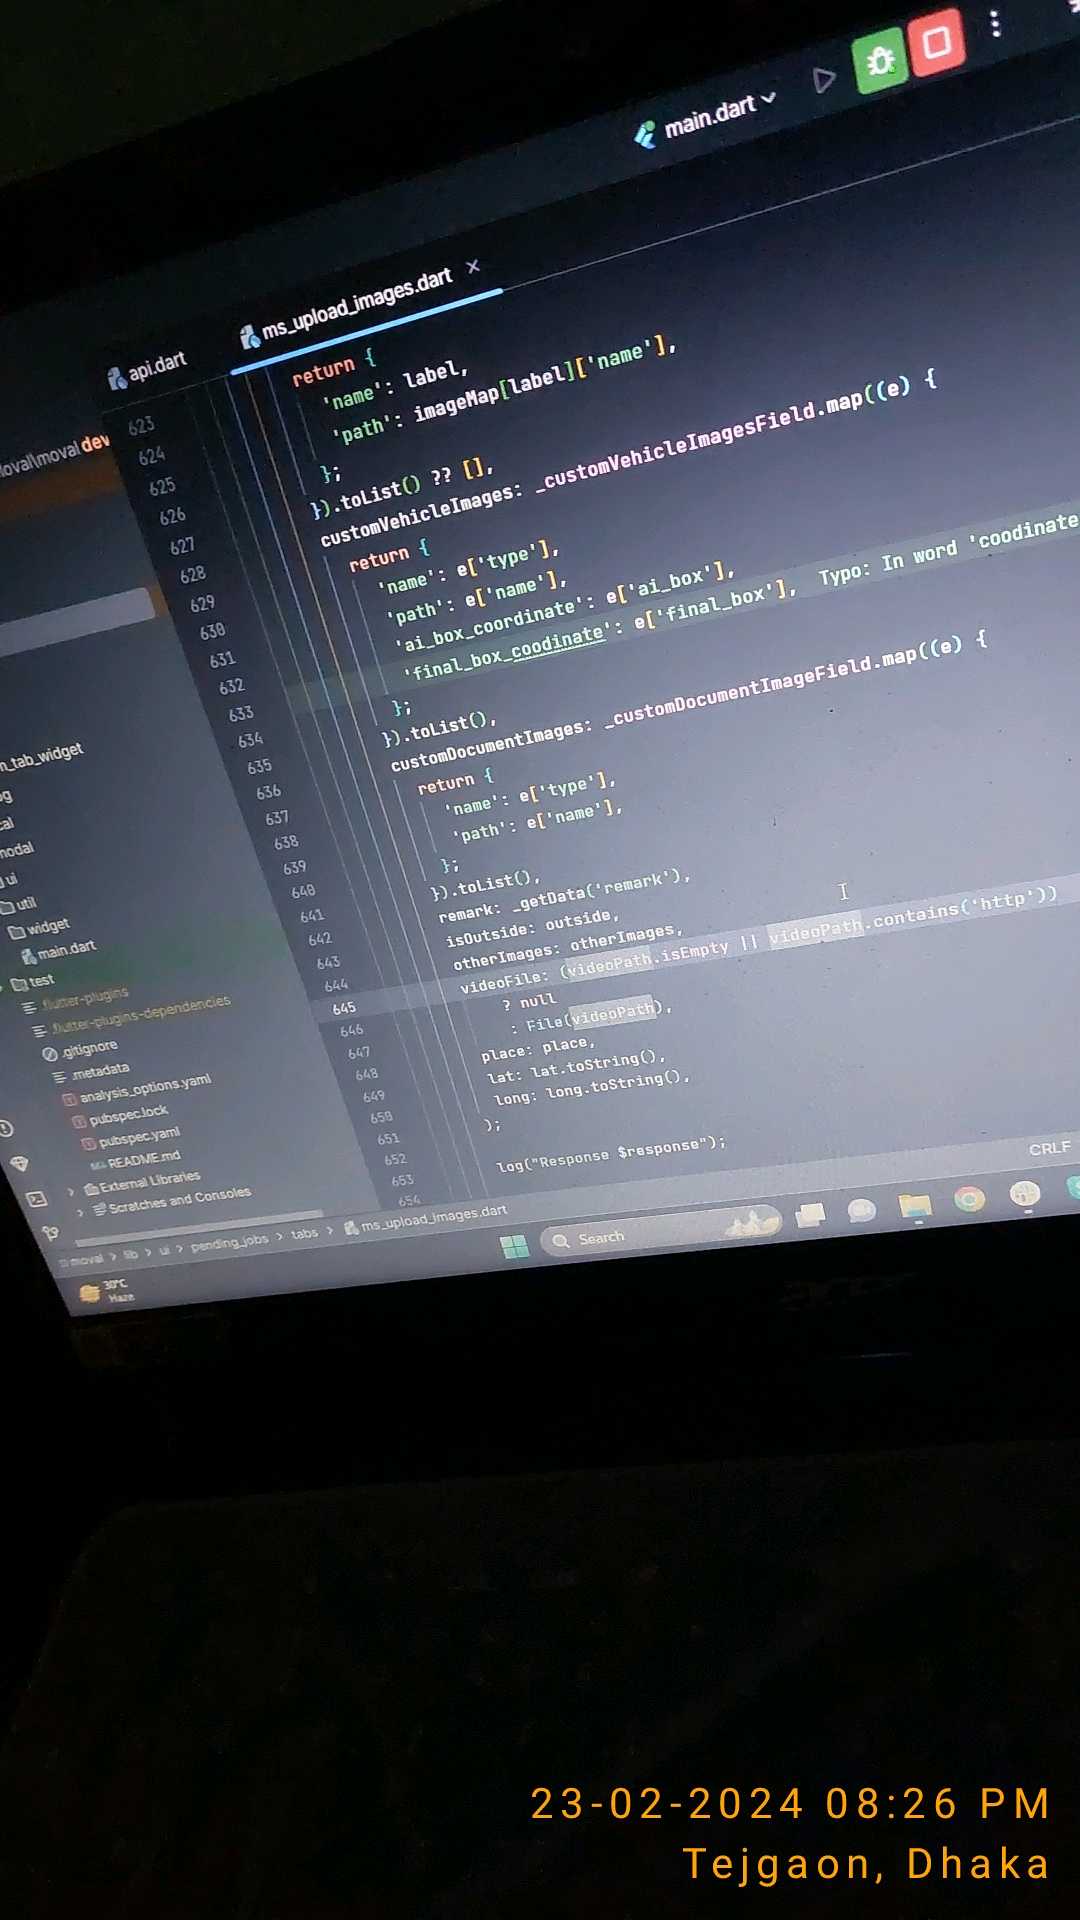 main.dart
api.dart
ms_upload_images.dart
dev
623
624
625
626
627
628
629
630
631
632
633
634
635
636
637
638
639
640
641
642
643
644
645
646
647
648
649
650
651
652
653
654
return {
'name': label,
'path': imageMap[label]['name'],
};
}).toList() ?? [],
customVehicleImages: _customVehicleImagesField.map((e) {
return {
'name': e['type'],
'path': e['name'],
'ai_box_coordinate': e['ai_box'],
'final_box_coodinate': e['final_box'], Typo: In word 'coodinate
};
}).toList(),
customDocumentImages: _customDocumentImageField.map((e) {
return {
'name': e['type'],
'path': e['name'],
};
}).toList(),
remark: _getData('remark'),
isOutside: outside,
otherImages: otherImages,
videoFile: (videoPath.isEmpty || videoPath.contains('http'))
? null
: File(videoPath),
place: place,
lat: lat.toString(),
long: long.toString(),
);
log("Response $response");
n_tab_widget
ui
util
widget
main.dart
test
.flutter-plugins
.flutter-plugins-dependencies
.gitignore
.metadata
analysis_options.yaml
pubspec.lock
pubspec.yaml
README.md
External Libraries
Scratches and Consoles
moval > lib > ui > pending_jobs > tabs > ms_upload_images.dart
CRLF
30°C
Haze
Search
23-02-2024 08:26 PM
Tejgaon, Dhaka